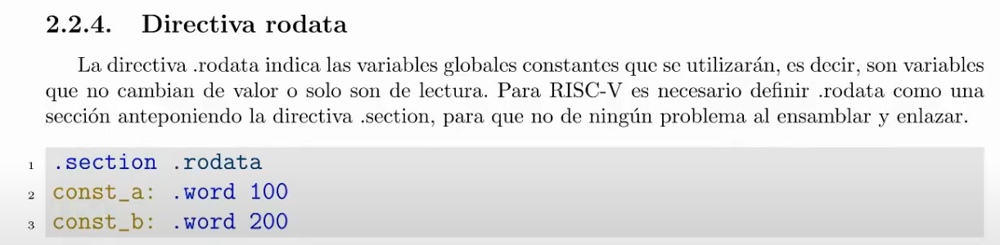 2.2.4. Directiva rodata
La directiva .rodata indica las variables globales constantes que se utilizarán, es decir, son variables
que no cambian de valor o solo son de lectura. Para RISC-V es necesario definir .rodata como una
sección anteponiendo la directiva .section, para que no de ningún problema al ensamblar y enlazar.
1 .section .rodata
2 const_a: .word 100
3 const_b: .word 200